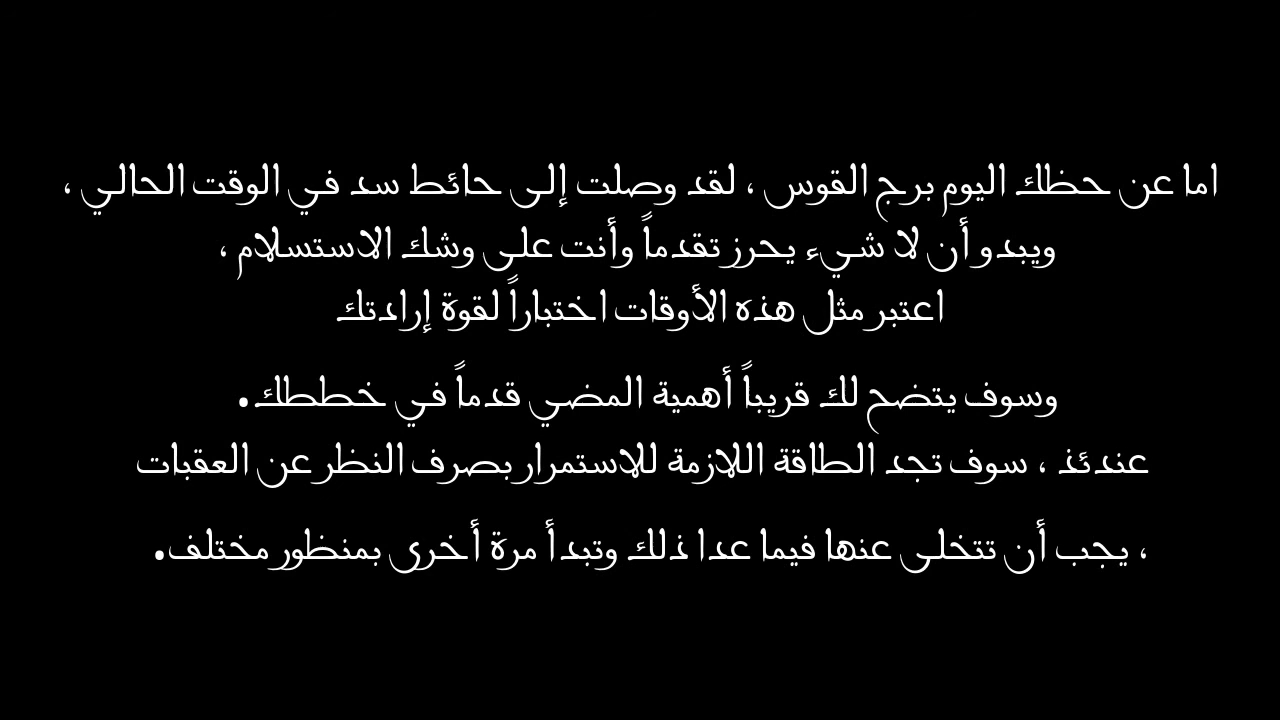 اما عن حظك اليوم برج القوس ، لقد وصلت إلى حائط سد في الوقت الحالي ،
ويبدو أن لا شيء يحرز تقدماً وأنت على وشك الاستسلام ،
اعتبر مثل هذه الأوقات اختباراً لقوة إرادتك
وسوف يتضح لك قريباً أهمية المضي قدماً في خططك.
عندئذ ، سوف تجد الطاقة اللازمة للاستمرار بصرف النظر عن العقبات
، يجب أن تتخلى عنها فيما عدا ذلك وتبدأ مرة أخرى بمنظور مختلف.